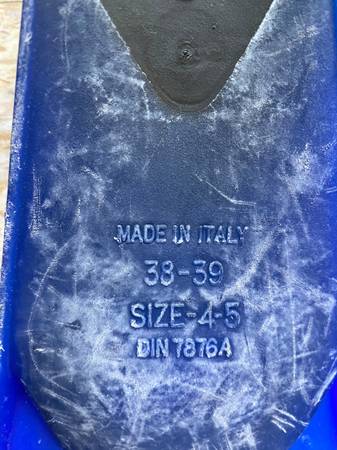 MADE IN ITALY
38-39
SIZE-4-5
DIN 7876A